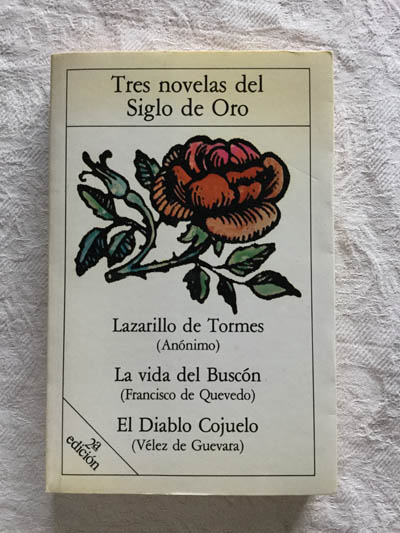 Tres novelas del
Siglo de Oro
Lazarillo de Tormes
(Anónimo)
La vida del Buscón
(Francisco de Quevedo)
El Diablo Cojuelo
(Vélez de Guevara)
2ª
edición